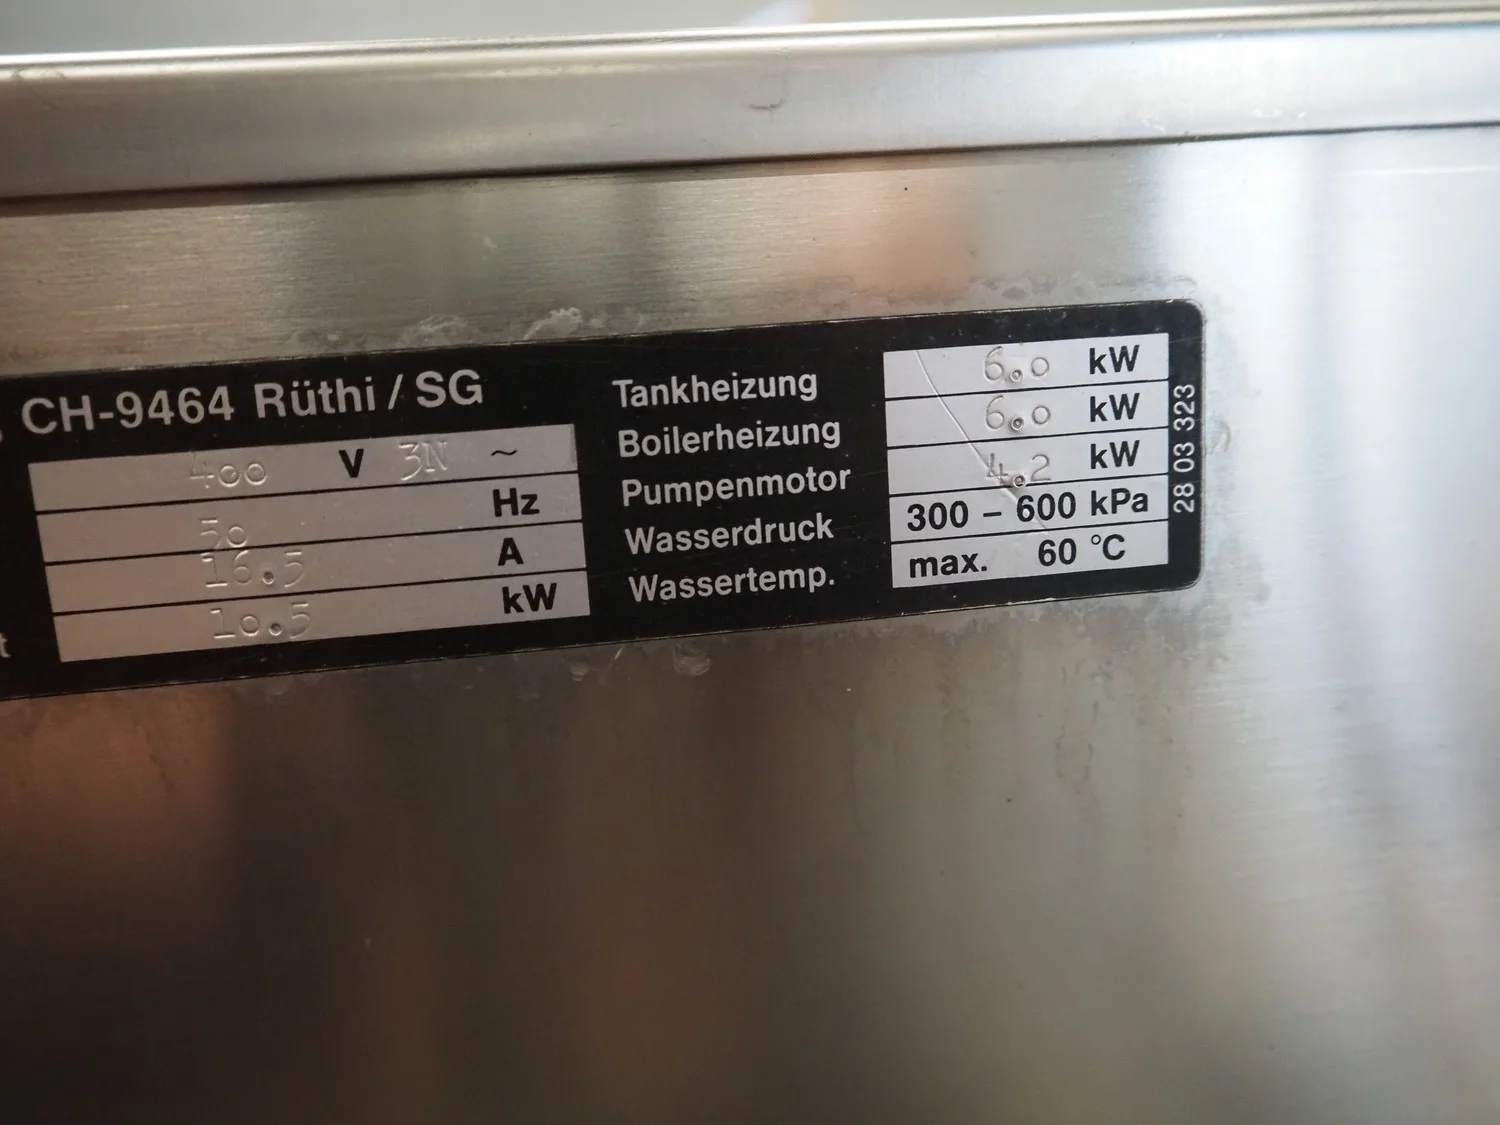 CH-9464 Rüthi / SG
400 V 3N ~
50 Hz
16.5 A
10.5 kW
Tankheizung 6.0 kW
Boilerheizung 6.0 kW
Pumpenmotor 4.2 kW
Wasserdruck 300 – 600 kPa
Wassertemp. max. 60 °C
28 03 323